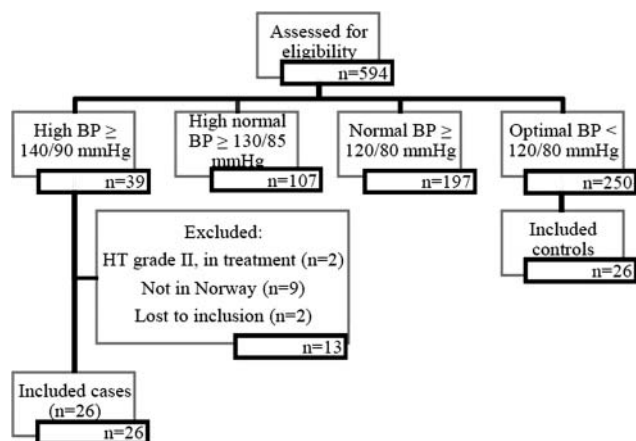 Assessed for
eligibility
n=594
High BP ≥
140/90 mmHg
n=39
High normal
BP ≥ 130/85
mmHg
n=107
Normal BP ≥
120/80 mmHg
n=197
Optimal BP <
120/80 mmHg
n=250
Excluded:
HT grade II, in treatment (n=2)
Not in Norway (n=9)
Lost to inclusion (n=2)
n=13
Included
controls
n=26
Included cases
(n=26)
n=26